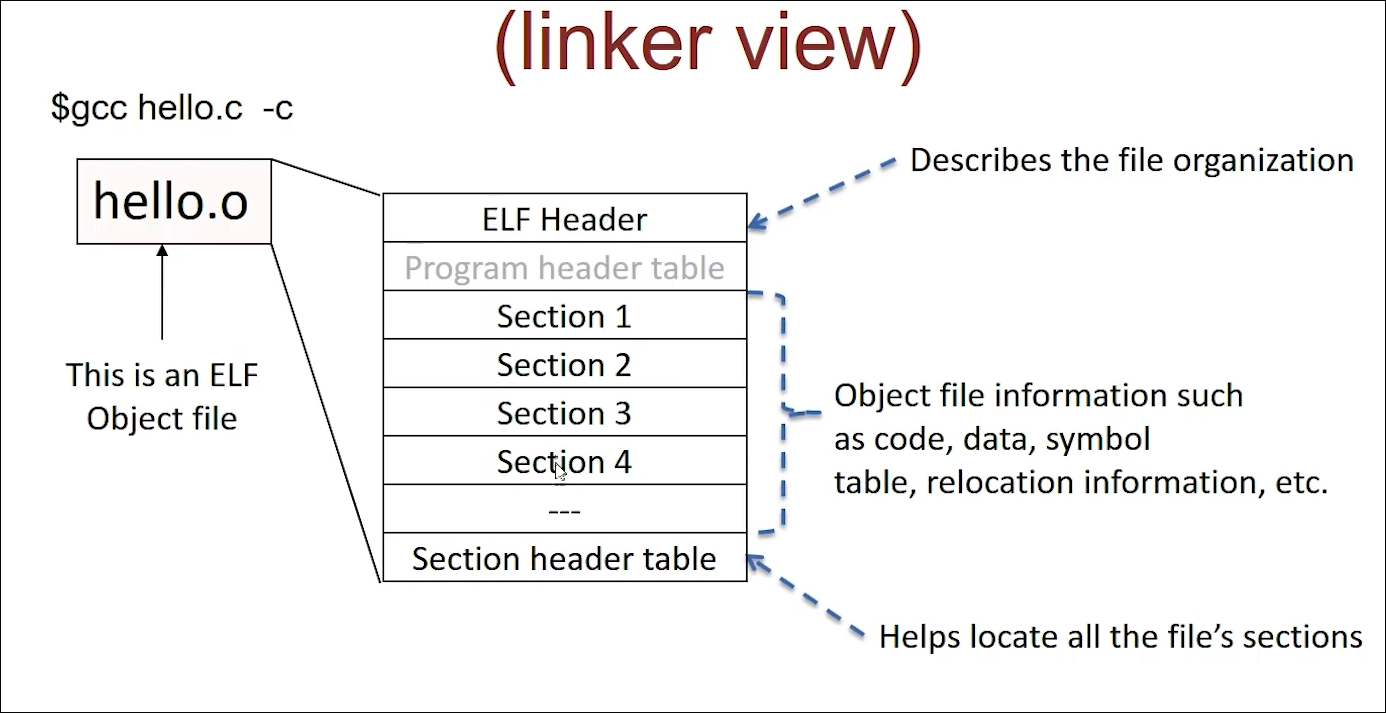 (linker view)
$gcc hello.c -c
hello.o
This is an ELF
Object file
ELF Header
Program header table
Section 1
Section 2
Section 3
Section 4
---
Section header table
Describes the file organization
Object file information such
as code, data, symbol
table, relocation information, etc.
Helps locate all the file’s sections